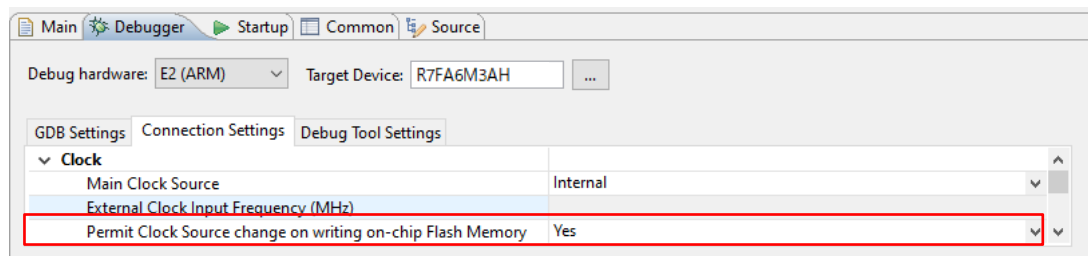 Main Debugger Startup Common Source
Debug hardware: E2 (ARM) Target Device: R7FA6M3AH ...
GDB Settings Connection Settings Debug Tool Settings
Clock
Main Clock Source Internal
External Clock Input Frequency (MHz)
Permit Clock Source change on writing on-chip Flash Memory Yes